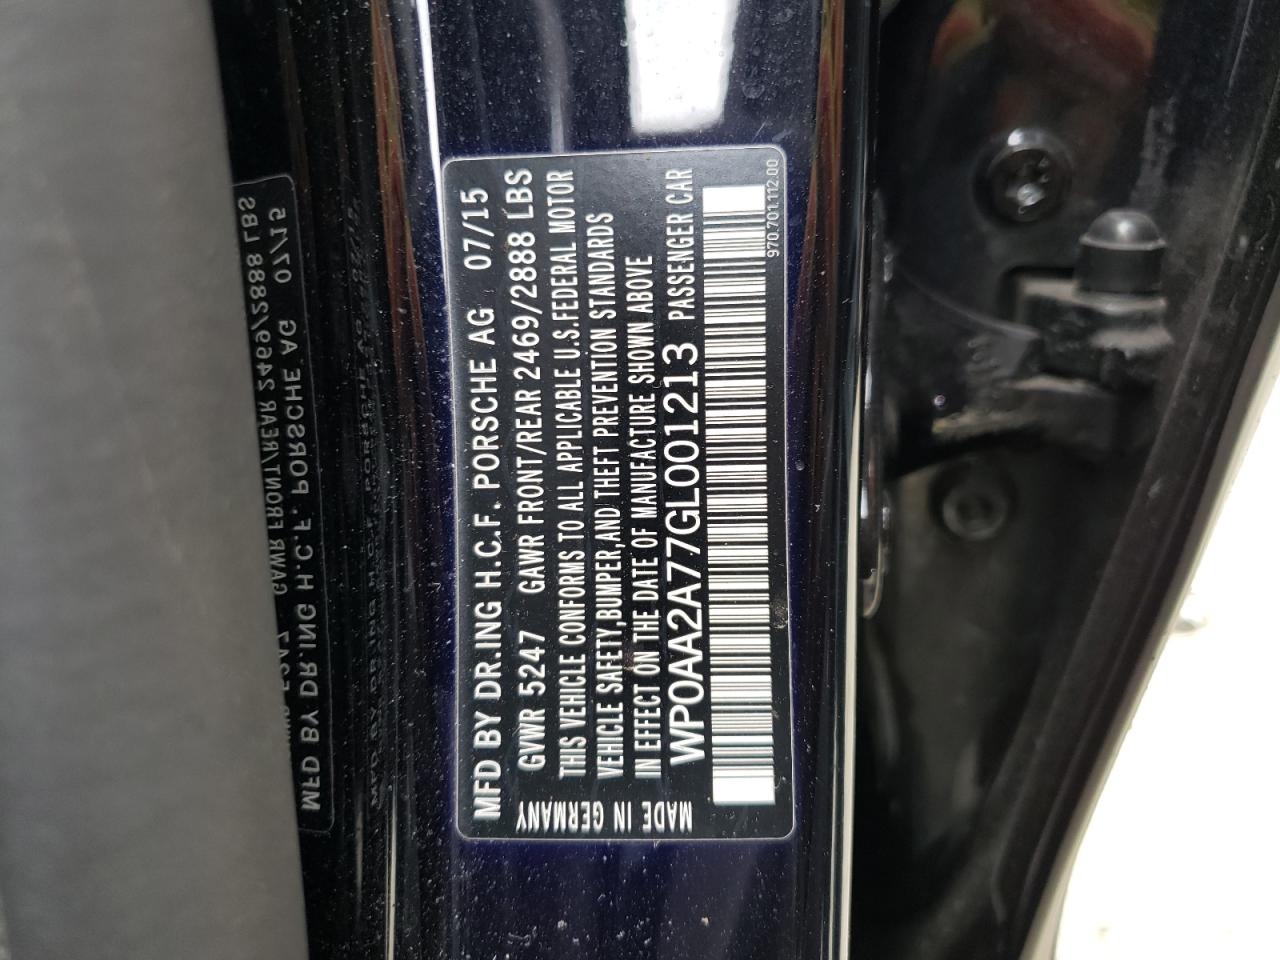 MFD BY DR.ING H.C.F. PORSCHE AG 07/15
GVWR 5247 GAWR FRONT/REAR 2469/2888 LBS
THIS VEHICLE CONFORMS TO ALL APPLICABLE U.S.FEDERAL MOTOR
VEHICLE SAFETY,BUMPER,AND THEFT PREVENTION STANDARDS
IN EFFECT ON THE DATE OF MANUFACTURE SHOWN ABOVE
WP0AA2A77GL001213 PASSENGER CAR
970.701.112.00
MADE IN GERMANY